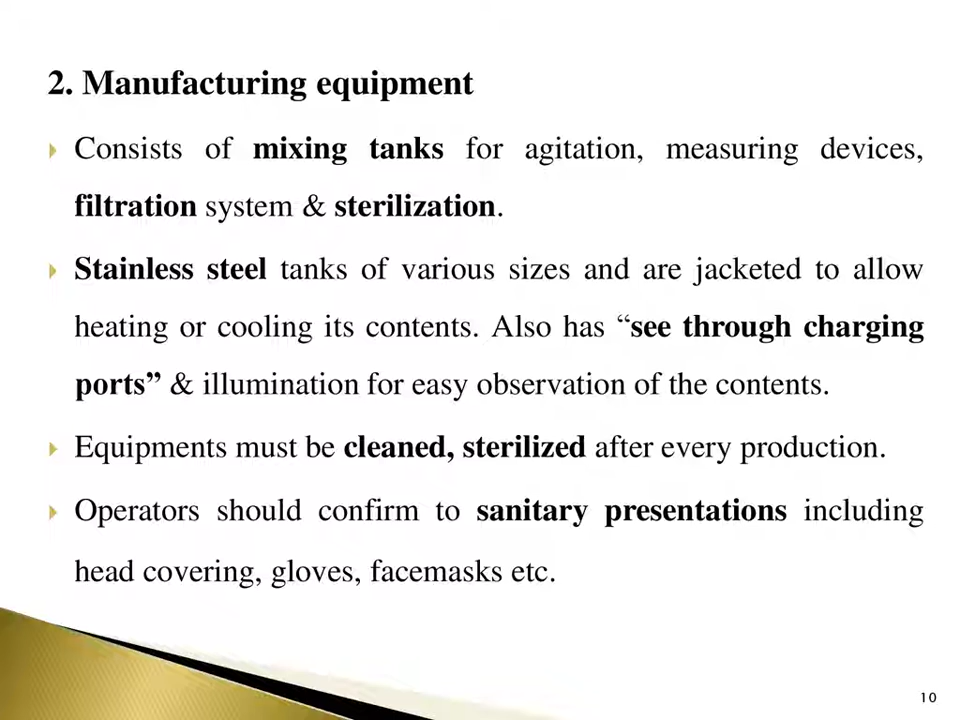 2. Manufacturing equipment
Consists of mixing tanks for agitation, measuring devices,
filtration system & sterilization.
Stainless steel tanks of various sizes and are jacketed to allow
heating or cooling its contents. Also has “see through charging
ports” & illumination for easy observation of the contents.
Equipments must be cleaned, sterilized after every production.
Operators should confirm to sanitary presentations including
head covering, gloves, facemasks etc.
10